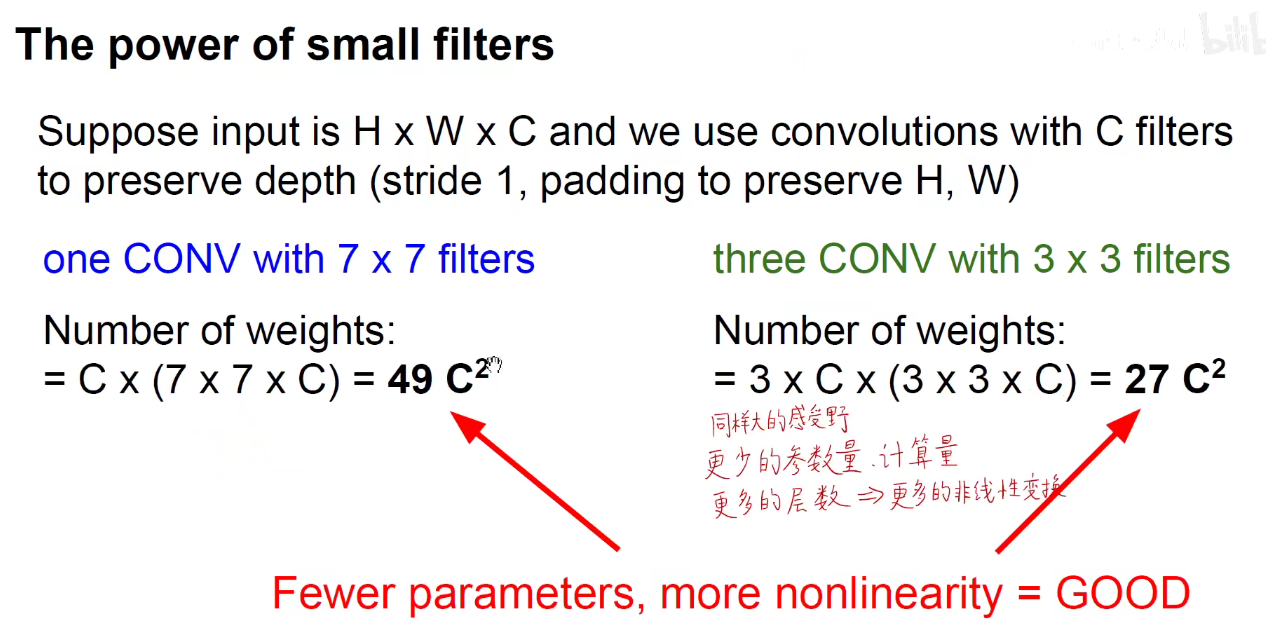 The power of small filters
Suppose input is H x W x C and we use convolutions with C filters
to preserve depth (stride 1, padding to preserve H, W)
one CONV with 7 x 7 filters
Number of weights:
= C x (7 x 7 x C) = 49 C²
three CONV with 3 x 3 filters
Number of weights:
= 3 x C x (3 x 3 x C) = 27 C²
同样大的感受野
更少的参数量、计算量
更多的层数 ⇒ 更多的非线性变换
Fewer parameters, more nonlinearity = GOOD